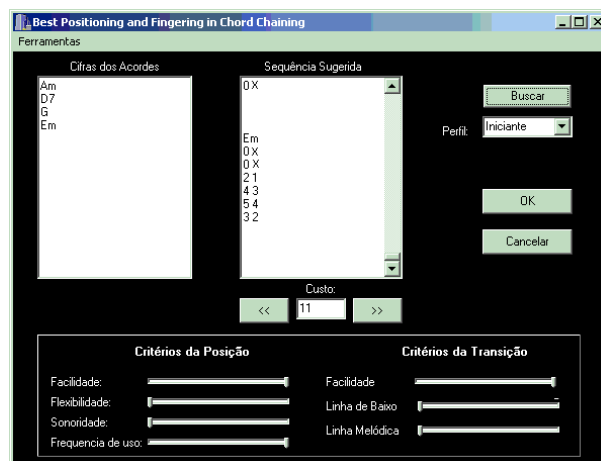 Best Positioning and Fingering in Chord Chaining
Ferramentas
Cifras dos Acordes
Am
D7
G
Em
Sequência Sugerida
0 X
Em
0 X
0 X
2 1
4 3
5 4
3 2
Buscar
Perfil:
Iniciante
OK
Cancelar
Custo:
<<
11
>>
Critérios da Posição
Facilidade:
Flexibilidade:
Sonoridade:
Frequencia de uso:
Critérios da Transição
Facilidade
Linha de Baixo
Linha Melódica